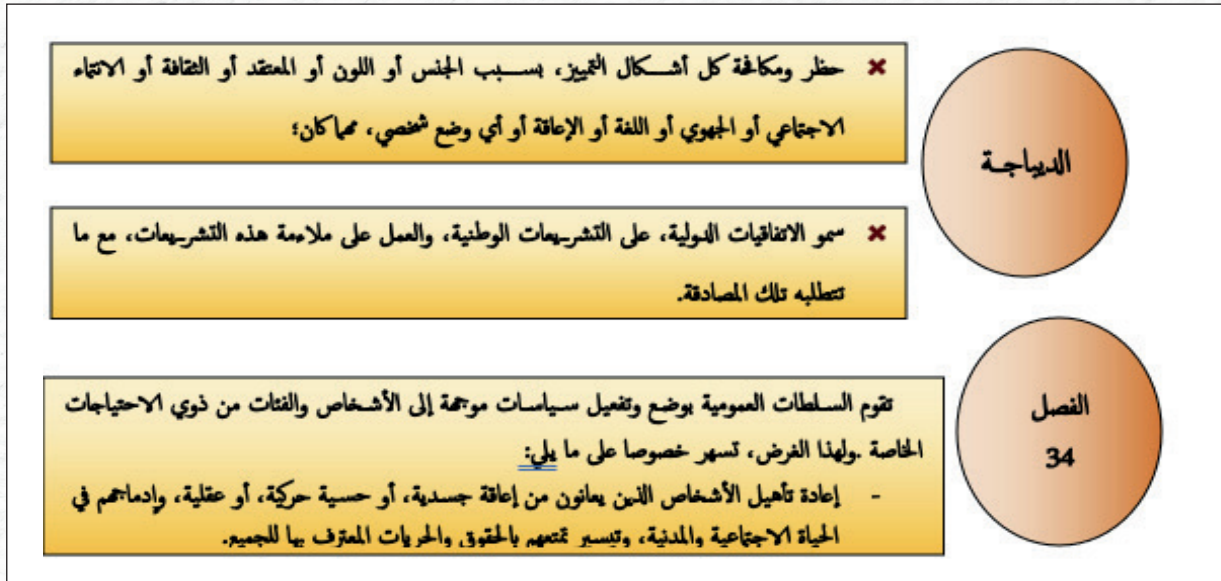 الديباجـة
× حظر ومكافحة كل أشـكال التمييز، بسـبب الجنس أو اللون أو المعتقد أو الثقافة أو الانتماء
الاجتماعي أو الجهوي أو اللغة أو الإعاقة أو أي وضع شخصي، مهما كان؛
× سمو الاتفاقيات الدولية، على التشريعات الوطنية، والعمل على ملاءمة هذه التشريعات، مع ما
تتطلبه تلك المصادقة.
الفصل
34
تقوم السلطات العمومية بوضع وتفعيل سياسات موجهة إلى الأشخاص والفئات من ذوي الاحتياجات
الخاصة .ولهذا الغرض، تسهر خصوصا على ما يلي:
- إعادة تأهيل الأشخاص الذين يعانون من إعاقة جسدية، أو حسية حركية، أو عقلية، وإدماجهم في
الحياة الاجتماعية والمدنية، وتيسير تمتعهم بالحقوق والحريات المعترف بها للجميع.